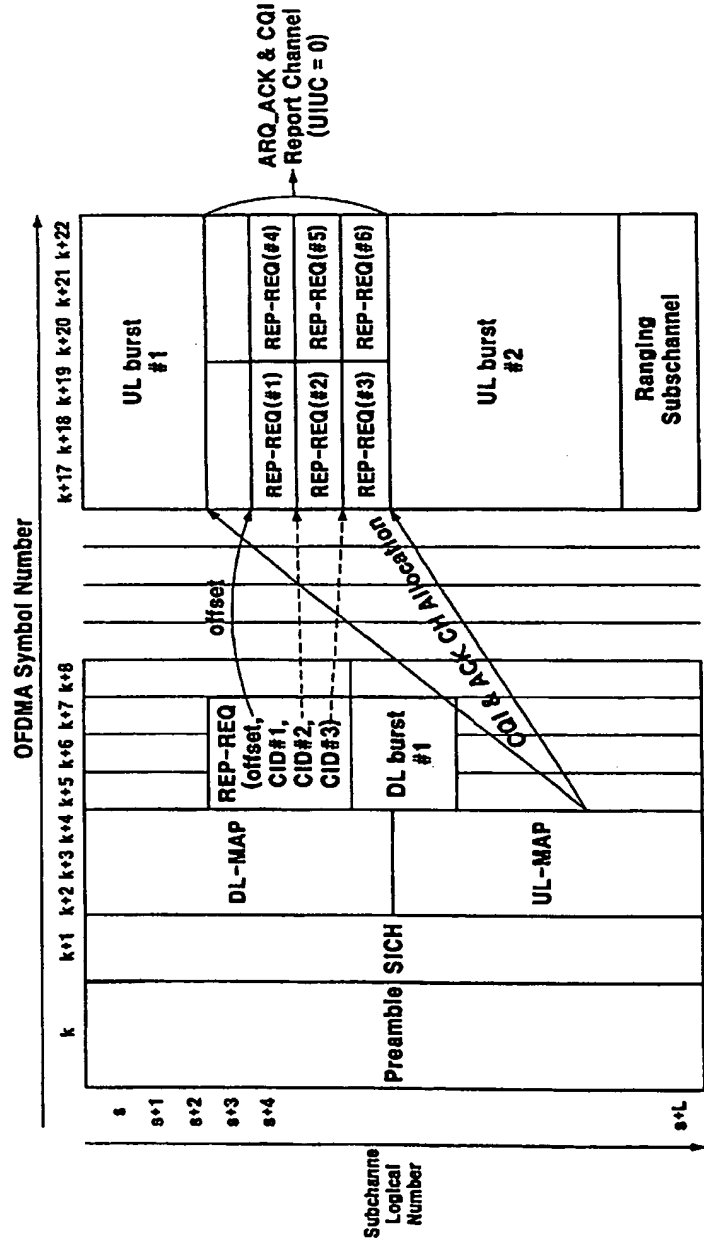 OFDMA Symbol Number
k k+1 k+2 k+3 k+4 k+5 k+6 k+7 k+8 k+17 k+18 k+19 k+20 k+21 k+22
Subchanne
Logical
Number
s
s+1
s+2
s+3
s+4
s+L
Preamble
SICH
DL-MAP
UL-MAP
REP-REQ
(offset,
CID#1,
CID#2,
CID#3)
DL burst
#1
offset
CQI & ACK CH Allocation
UL burst
#1
REP-REQ(#1) REP-REQ(#4)
REP-REQ(#2) REP-REQ(#5)
REP-REQ(#3) REP-REQ(#6)
UL burst
#2
Ranging
Subschannel
ARQ_ACK & CQI
Report Channel
(UIUC = 0)